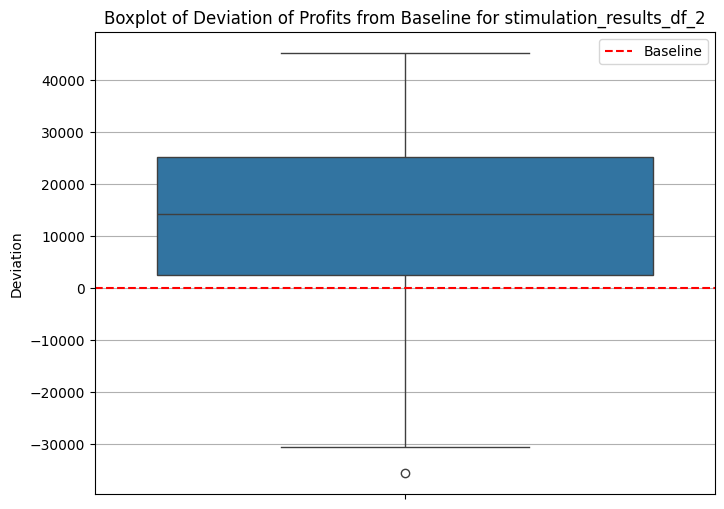 Boxplot of Deviation of Profits from Baseline for stimulation_results_df_2
Baseline
40000
30000
20000
10000
0
−10000
−20000
−30000
Deviation